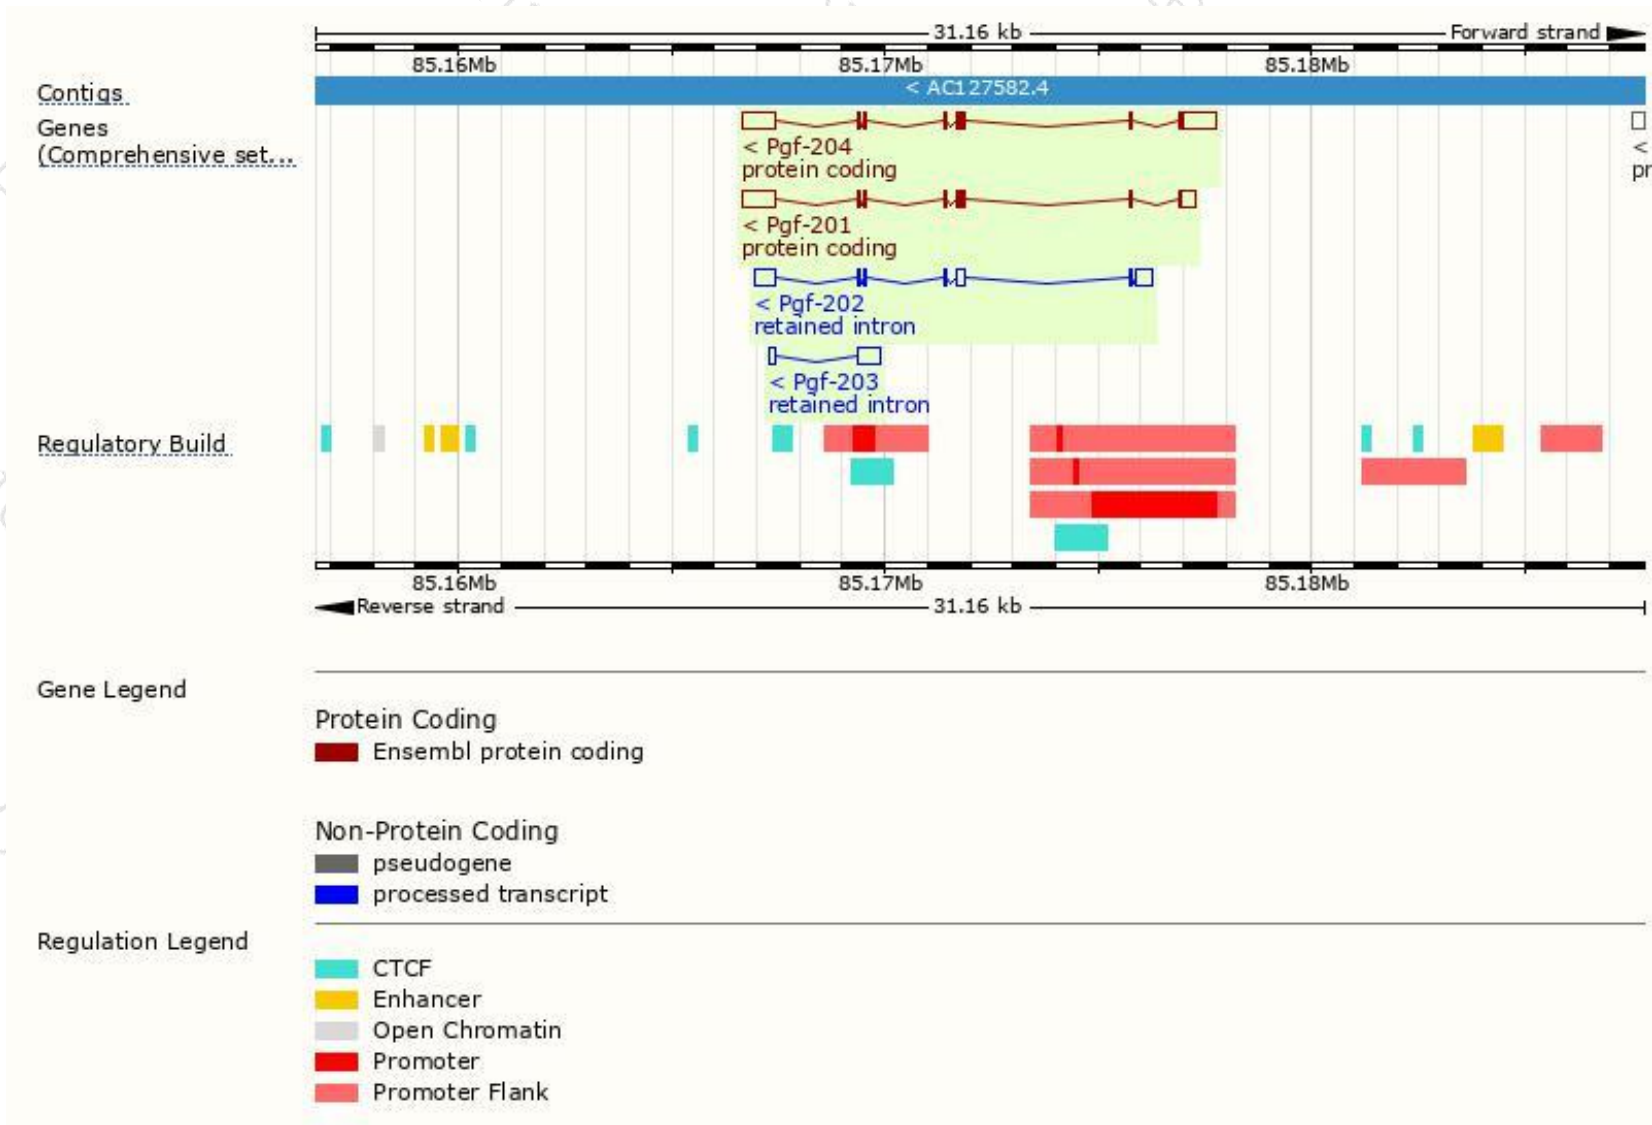 31.16 kb
Forward strand
85.16Mb 85.17Mb 85.18Mb
Contigs
< AC127582.4
Genes
(Comprehensive set...
< Pgf-204
protein coding
<
pr
< Pgf-201
protein coding
< Pgf-202
retained intron
< Pgf-203
retained intron
Regulatory Build
85.16Mb 85.17Mb 85.18Mb
Reverse strand
31.16 kb
Gene Legend
Protein Coding
Ensembl protein coding
Non-Protein Coding
pseudogene
processed transcript
Regulation Legend
CTCF
Enhancer
Open Chromatin
Promoter
Promoter Flank